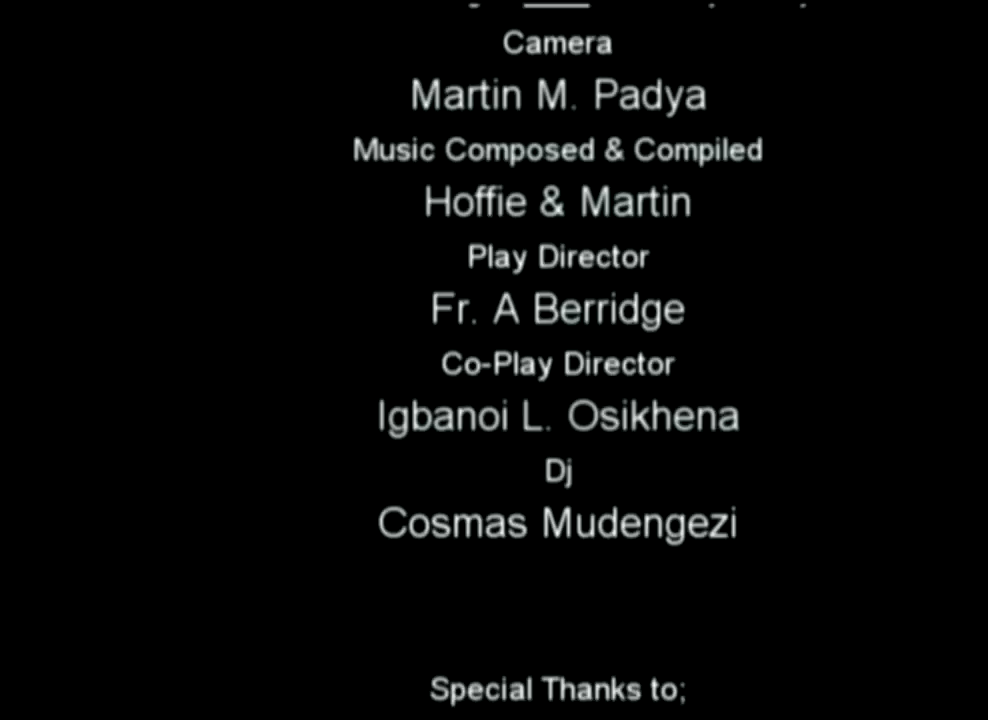 Camera
Martin M. Padya
Music Composed & Compiled
Hoffie & Martin
Play Director
Fr. A Berridge
Co-Play Director
Igbanoi L. Osikhena
Dj
Cosmas Mudengezi
Special Thanks to;